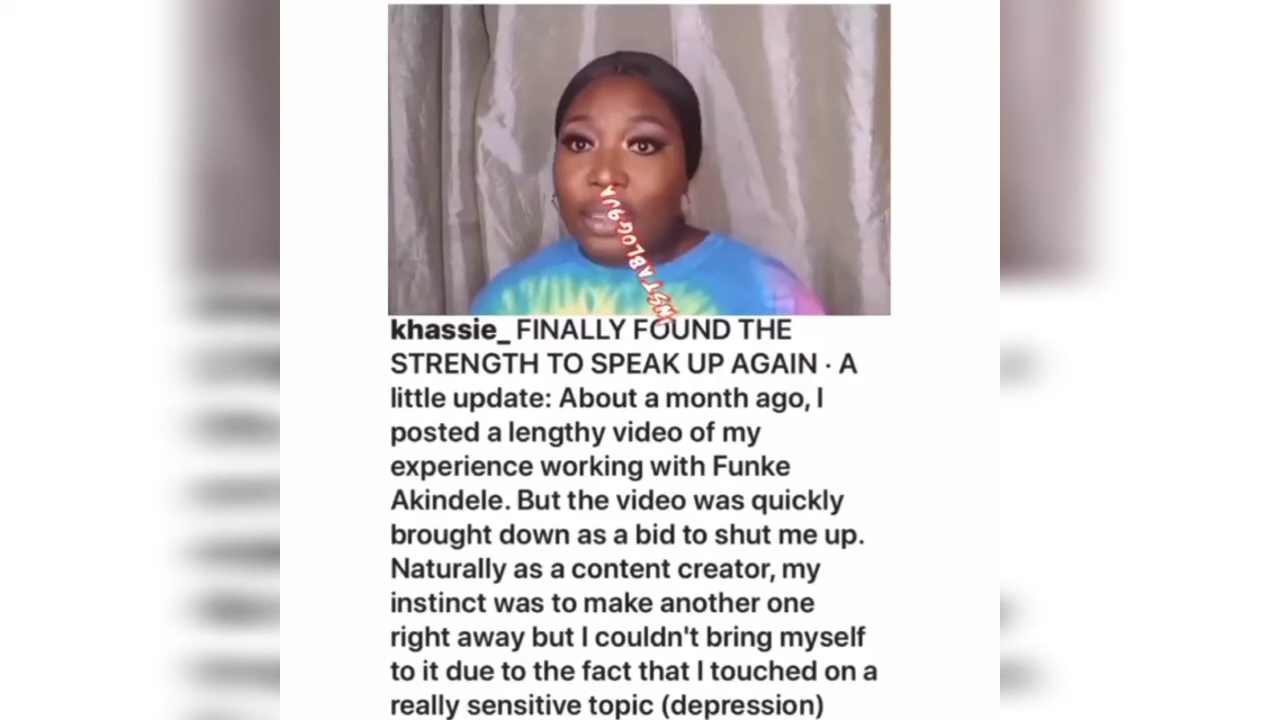 INSTABLOG9JA
khassie_ FINALLY FOUND THE
STRENGTH TO SPEAK UP AGAIN · A
little update: About a month ago, I
posted a lengthy video of my
experience working with Funke
Akindele. But the video was quickly
brought down as a bid to shut me up.
Naturally as a content creator, my
instinct was to make another one
right away but I couldn't bring myself
to it due to the fact that I touched on a
really sensitive topic (depression)